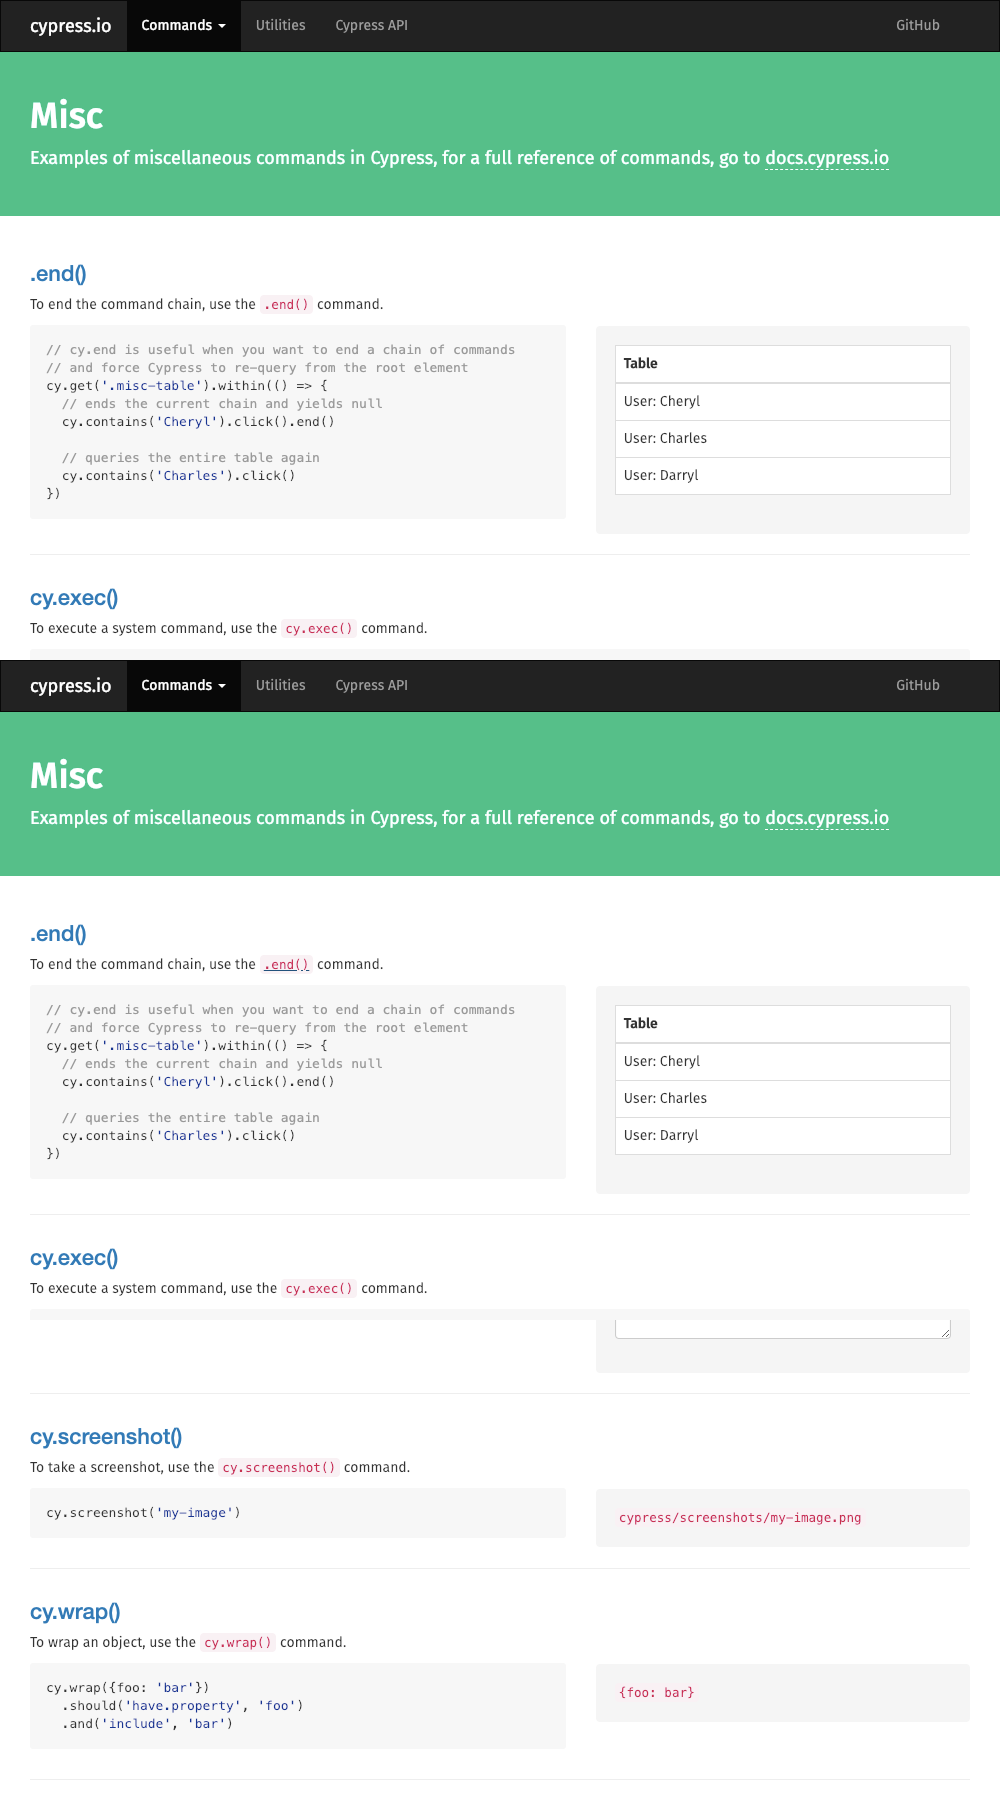 cypress.io Commands Utilities Cypress API GitHub
Misc
Examples of miscellaneous commands in Cypress, for a full reference of commands, go to docs.cypress.io
.end()
To end the command chain, use the .end() command.
// cy.end is useful when you want to end a chain of commands
// and force Cypress to re-query from the root element
cy.get('.misc-table').within(() => {
  // ends the current chain and yields null
  cy.contains('Cheryl').click().end()
  // queries the entire table again
  cy.contains('Charles').click()
})
Table
User: Cheryl
User: Charles
User: Darryl
cy.exec()
To execute a system command, use the cy.exec() command.
cypress.io Commands Utilities Cypress API GitHub
Misc
Examples of miscellaneous commands in Cypress, for a full reference of commands, go to docs.cypress.io
.end()
To end the command chain, use the .end() command.
// cy.end is useful when you want to end a chain of commands
// and force Cypress to re-query from the root element
cy.get('.misc-table').within(() => {
  // ends the current chain and yields null
  cy.contains('Cheryl').click().end()
  // queries the entire table again
  cy.contains('Charles').click()
})
Table
User: Cheryl
User: Charles
User: Darryl
cy.exec()
To execute a system command, use the cy.exec() command.
cy.screenshot()
To take a screenshot, use the cy.screenshot() command.
cy.screenshot('my-image')
cypress/screenshots/my-image.png
cy.wrap()
To wrap an object, use the cy.wrap() command.
cy.wrap({foo: 'bar'})
  .should('have.property', 'foo')
  .and('include', 'bar')
{foo: bar}